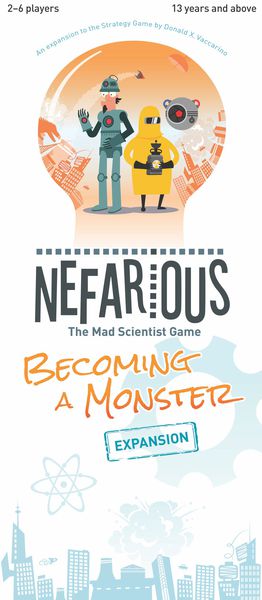 2–6 players
13 years and above
An expansion to the Strategy Game by Donald X. Vaccarino
NEFARIOUS
The Mad Scientist Game
BECOMING
A MONSTER
EXPANSION